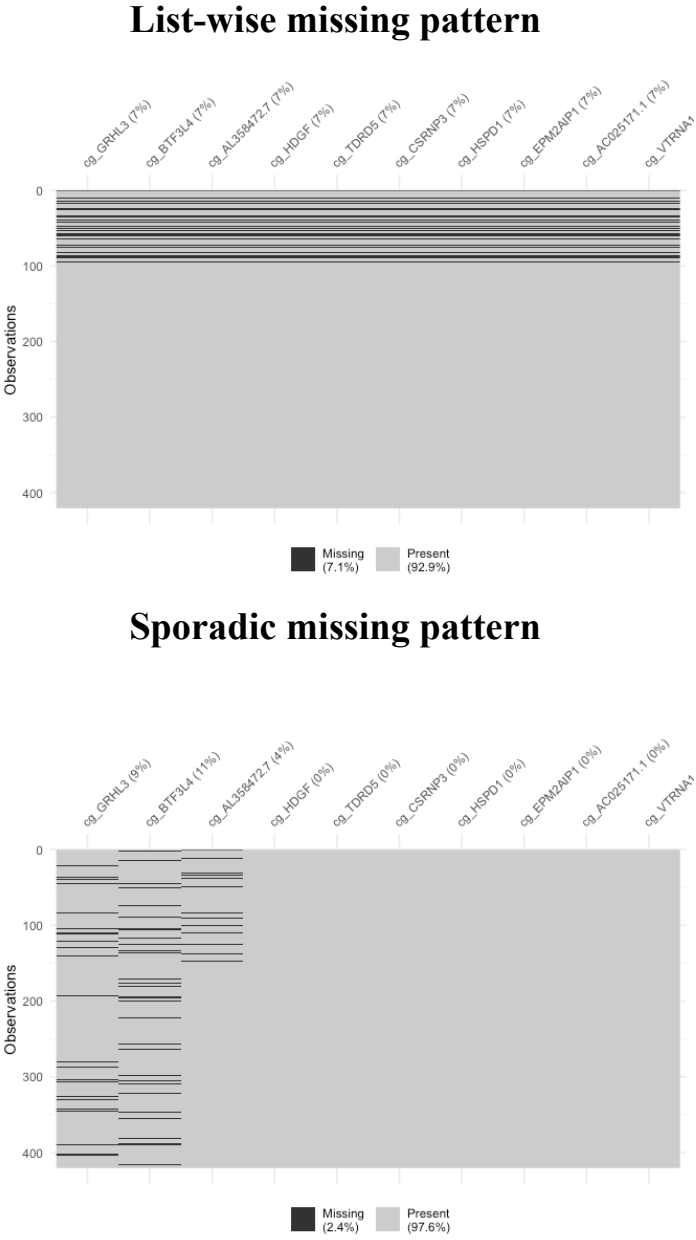 List-wise missing pattern
cg_GRHL3 (7%)
cg_BTF3L4 (7%)
cg_AL358472.7 (7%)
cg_HDGF (7%)
cg_TDRD5 (7%)
cg_CSRNP3 (7%)
cg_HSPD1 (7%)
cg_EPM2AIP1 (7%)
cg_AC025171.1 (7%)
cg_VTRNA1
0
100
200
300
400
Observations
Missing
(7.1%)
Present
(92.9%)
Sporadic missing pattern
cg_GRHL3 (9%)
cg_BTF3L4 (11%)
cg_AL358472.7 (4%)
cg_HDGF (0%)
cg_TDRD5 (0%)
cg_CSRNP3 (0%)
cg_HSPD1 (0%)
cg_EPM2AIP1 (0%)
cg_AC025171.1 (0%)
cg_VTRNA1
0
100
200
300
400
Observations
Missing
(2.4%)
Present
(97.6%)